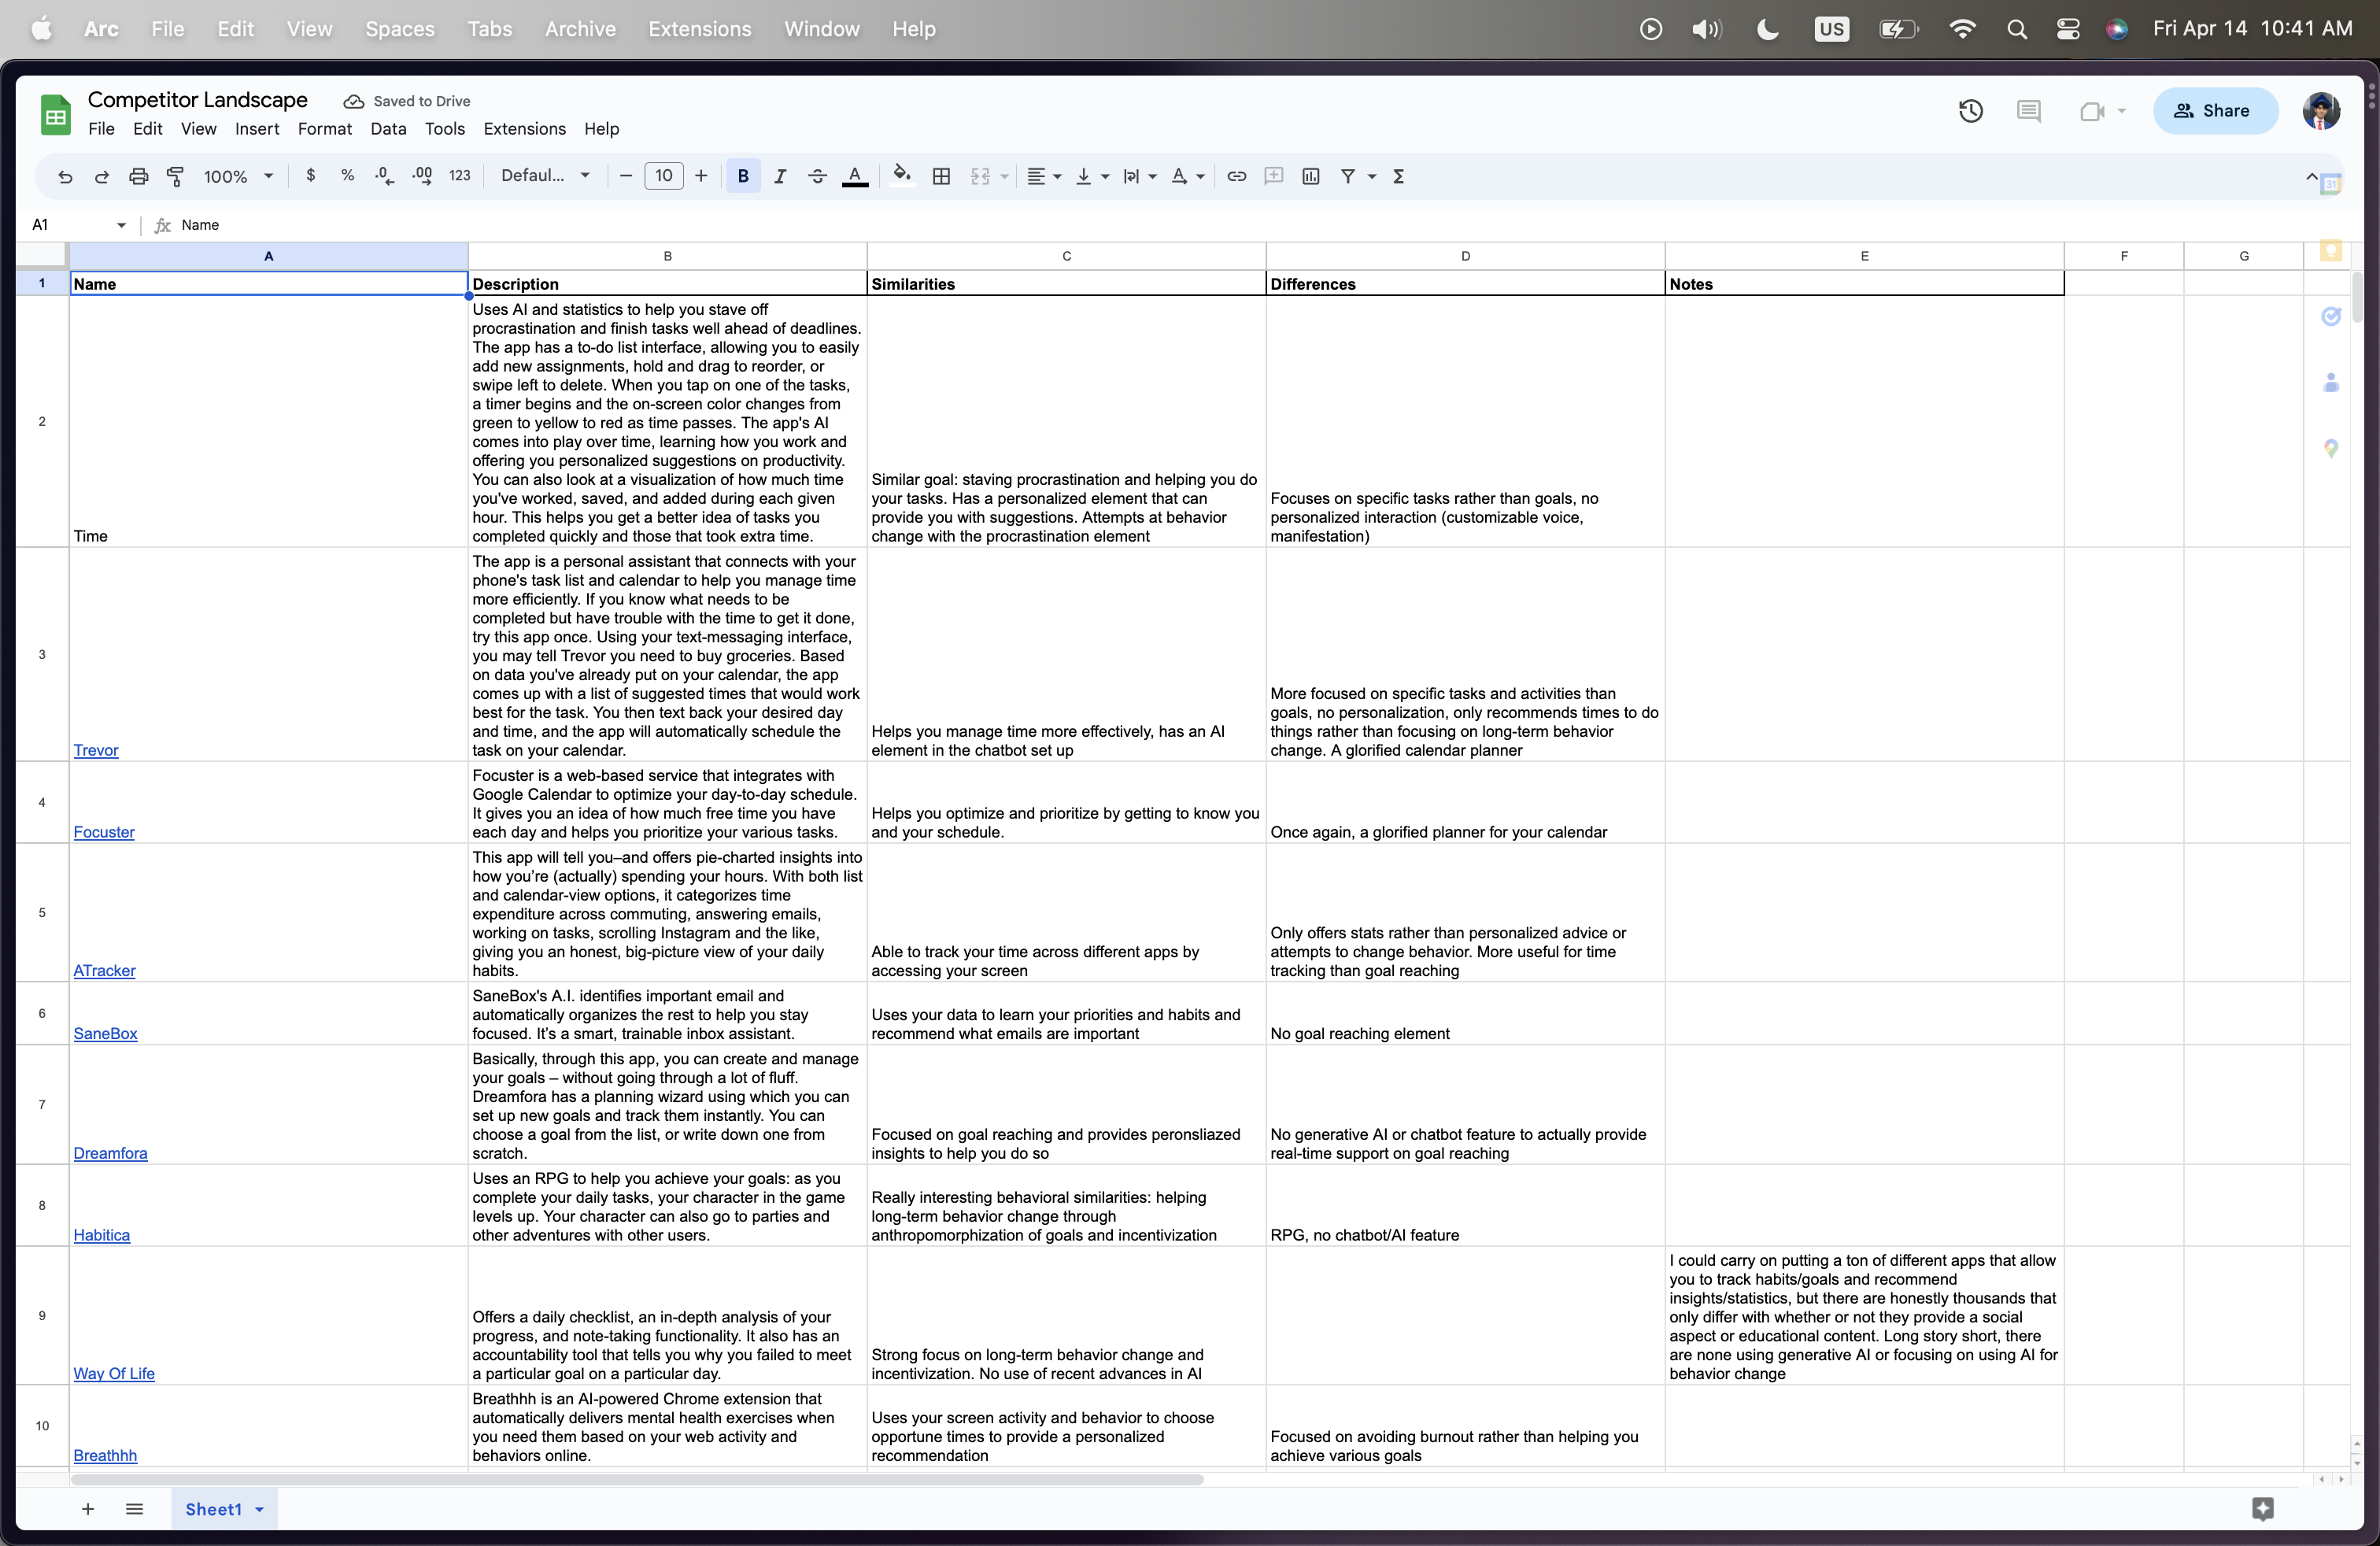 Arc File Edit View Spaces Tabs Archive Extensions Window Help US Fri Apr 14 10:41 AM
Competitor Landscape Saved to Drive
File Edit View Insert Format Data Tools Extensions Help
Share
100% $ % .0 .00 123 Defaul... 10 B I A A Σ
31
A1 fx Name
A B C D E F G
1 Name Description Similarities Differences Notes
2
Time
Uses AI and statistics to help you stave off
procrastination and finish tasks well ahead of deadlines.
The app has a to-do list interface, allowing you to easily
add new assignments, hold and drag to reorder, or
swipe left to delete. When you tap on one of the tasks,
a timer begins and the on-screen color changes from
green to yellow to red as time passes. The app's AI
comes into play over time, learning how you work and
offering you personalized suggestions on productivity.
You can also look at a visualization of how much time
you've worked, saved, and added during each given
hour. This helps you get a better idea of tasks you
completed quickly and those that took extra time.
Similar goal: staving procrastination and helping you do
your tasks. Has a personalized element that can
provide you with suggestions. Attempts at behavior
change with the procrastination element
Focuses on specific tasks rather than goals, no
personalized interaction (customizable voice,
manifestation)
3
Trevor
The app is a personal assistant that connects with your
phone's task list and calendar to help you manage time
more efficiently. If you know what needs to be
completed but have trouble with the time to get it done,
try this app once. Using your text-messaging interface,
you may tell Trevor you need to buy groceries. Based
on data you've already put on your calendar, the app
comes up with a list of suggested times that would work
best for the task. You then text back your desired day
and time, and the app will automatically schedule the
task on your calendar.
Helps you manage time more effectively, has an AI
element in the chatbot set up
More focused on specific tasks and activities than
goals, no personalization, only recommends times to do
things rather than focusing on long-term behavior
change. A glorified calendar planner
4
Focuster
Focuster is a web-based service that integrates with
Google Calendar to optimize your day-to-day schedule.
It gives you an idea of how much free time you have
each day and helps you prioritize your various tasks.
Helps you optimize and prioritize by getting to know you
and your schedule.
Once again, a glorified planner for your calendar
5
ATracker
This app will tell you–and offers pie-charted insights into
how you’re (actually) spending your hours. With both list
and calendar-view options, it categorizes time
expenditure across commuting, answering emails,
working on tasks, scrolling Instagram and the like,
giving you an honest, big-picture view of your daily
habits.
Able to track your time across different apps by
accessing your screen
Only offers stats rather than personalized advice or
attempts to change behavior. More useful for time
tracking than goal reaching
6
SaneBox
SaneBox's A.I. identifies important email and
automatically organizes the rest to help you stay
focused. It’s a smart, trainable inbox assistant.
Uses your data to learn your priorities and habits and
recommend what emails are important
No goal reaching element
7
Dreamfora
Basically, through this app, you can create and manage
your goals – without going through a lot of fluff.
Dreamfora has a planning wizard using which you can
set up new goals and track them instantly. You can
choose a goal from the list, or write down one from
scratch.
Focused on goal reaching and provides peronsliazed
insights to help you do so
No generative AI or chatbot feature to actually provide
real-time support on goal reaching
8
Habitica
Uses an RPG to help you achieve your goals: as you
complete your daily tasks, your character in the game
levels up. Your character can also go to parties and
other adventures with other users.
Really interesting behavioral similarities: helping
long-term behavior change through
anthropomorphization of goals and incentivization
RPG, no chatbot/AI feature
9
Way Of Life
Offers a daily checklist, an in-depth analysis of your
progress, and note-taking functionality. It also has an
accountability tool that tells you why you failed to meet
a particular goal on a particular day.
Strong focus on long-term behavior change and
incentivization. No use of recent advances in AI
I could carry on putting a ton of different apps that allow
you to track habits/goals and recommend
insights/statistics, but there are honestly thousands that
only differ with whether or not they provide a social
aspect or educational content. Long story short, there
are none using generative AI or focusing on using AI for
behavior change
10
Breathhh
Breathhh is an AI-powered Chrome extension that
automatically delivers mental health exercises when
you need them based on your web activity and
behaviors online.
Uses your screen activity and behavior to choose
opportune times to provide a personalized
recommendation
Focused on avoiding burnout rather than helping you
achieve various goals
Sheet1